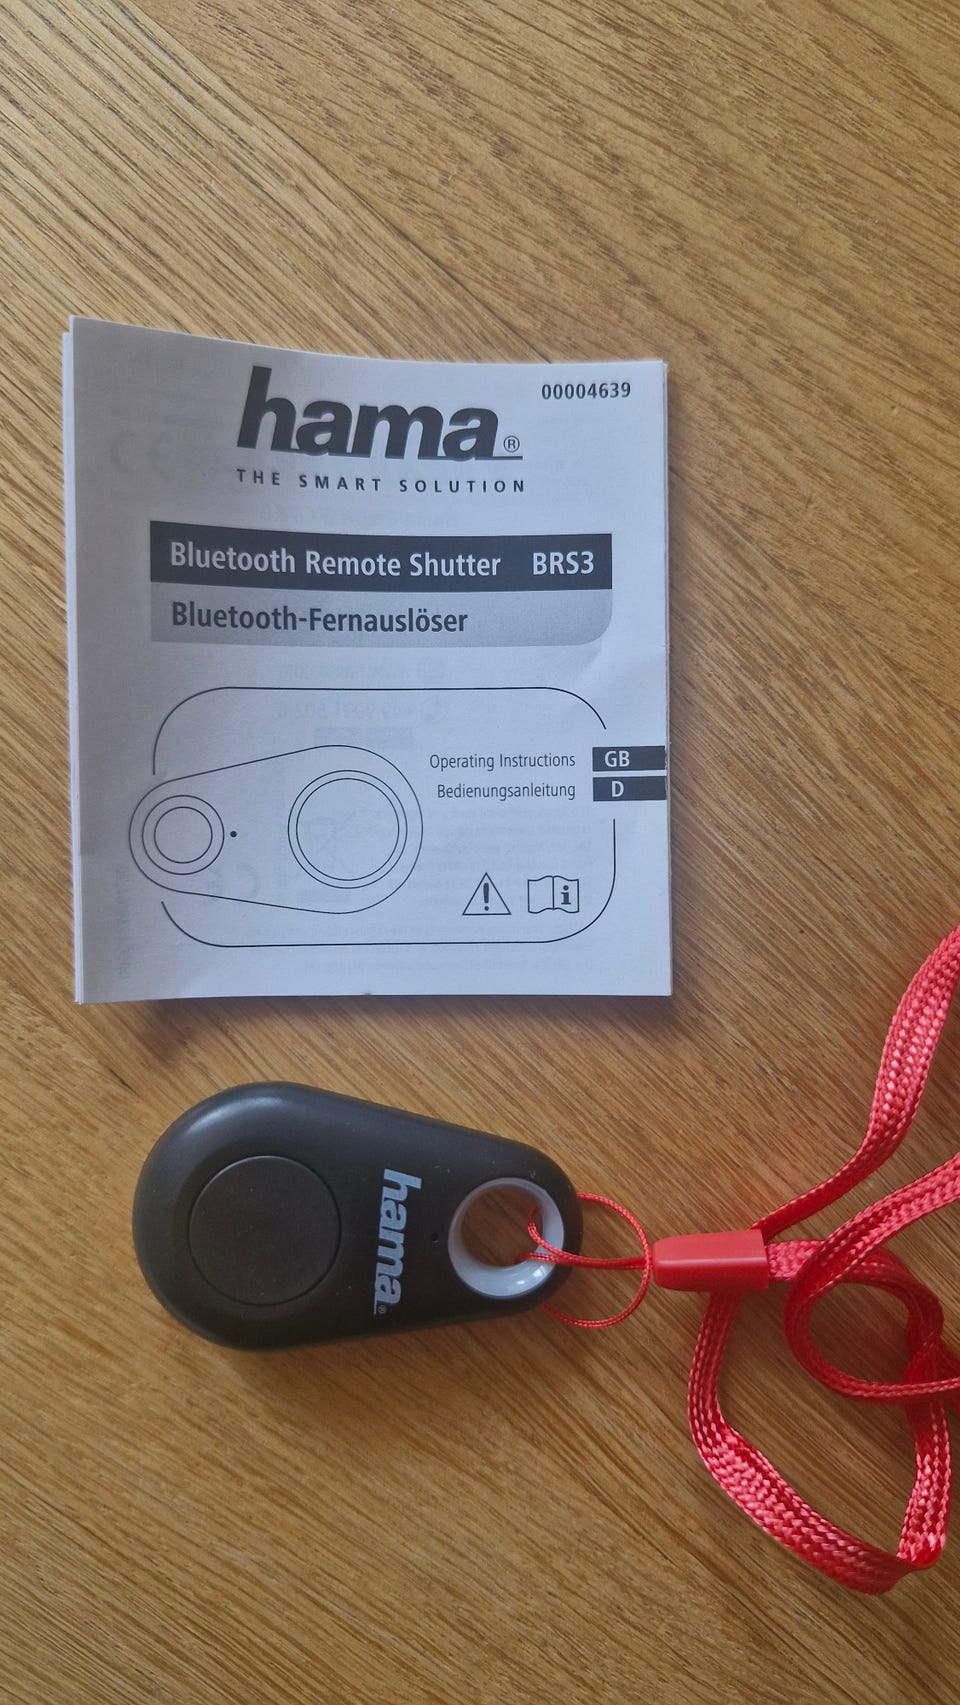 00004639
hama®
THE SMART SOLUTION
Bluetooth Remote Shutter BRS3
Bluetooth-Fernauslöser
Operating Instructions GB
Bedienungsanleitung D
hama®